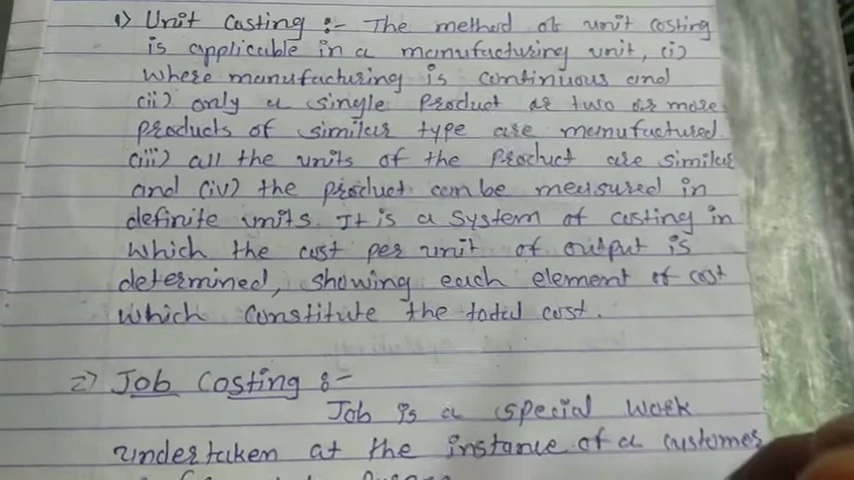 1) Unit Costing :- The method of unit costing
is applicable in a manufacturing unit, (i)
where manufacturing is continuous and
(ii) only a single Product or two or more
products of similar type are manufactured.
(iii) all the units of the product are similar
and (iv) the product can be measured in
definite units. It is a system of costing in
which the cost per unit of output is
determined, showing each element of cost
which constitute the total cost.
2) Job Costing :-
Job is a special work
undertaken at the instance of a customer